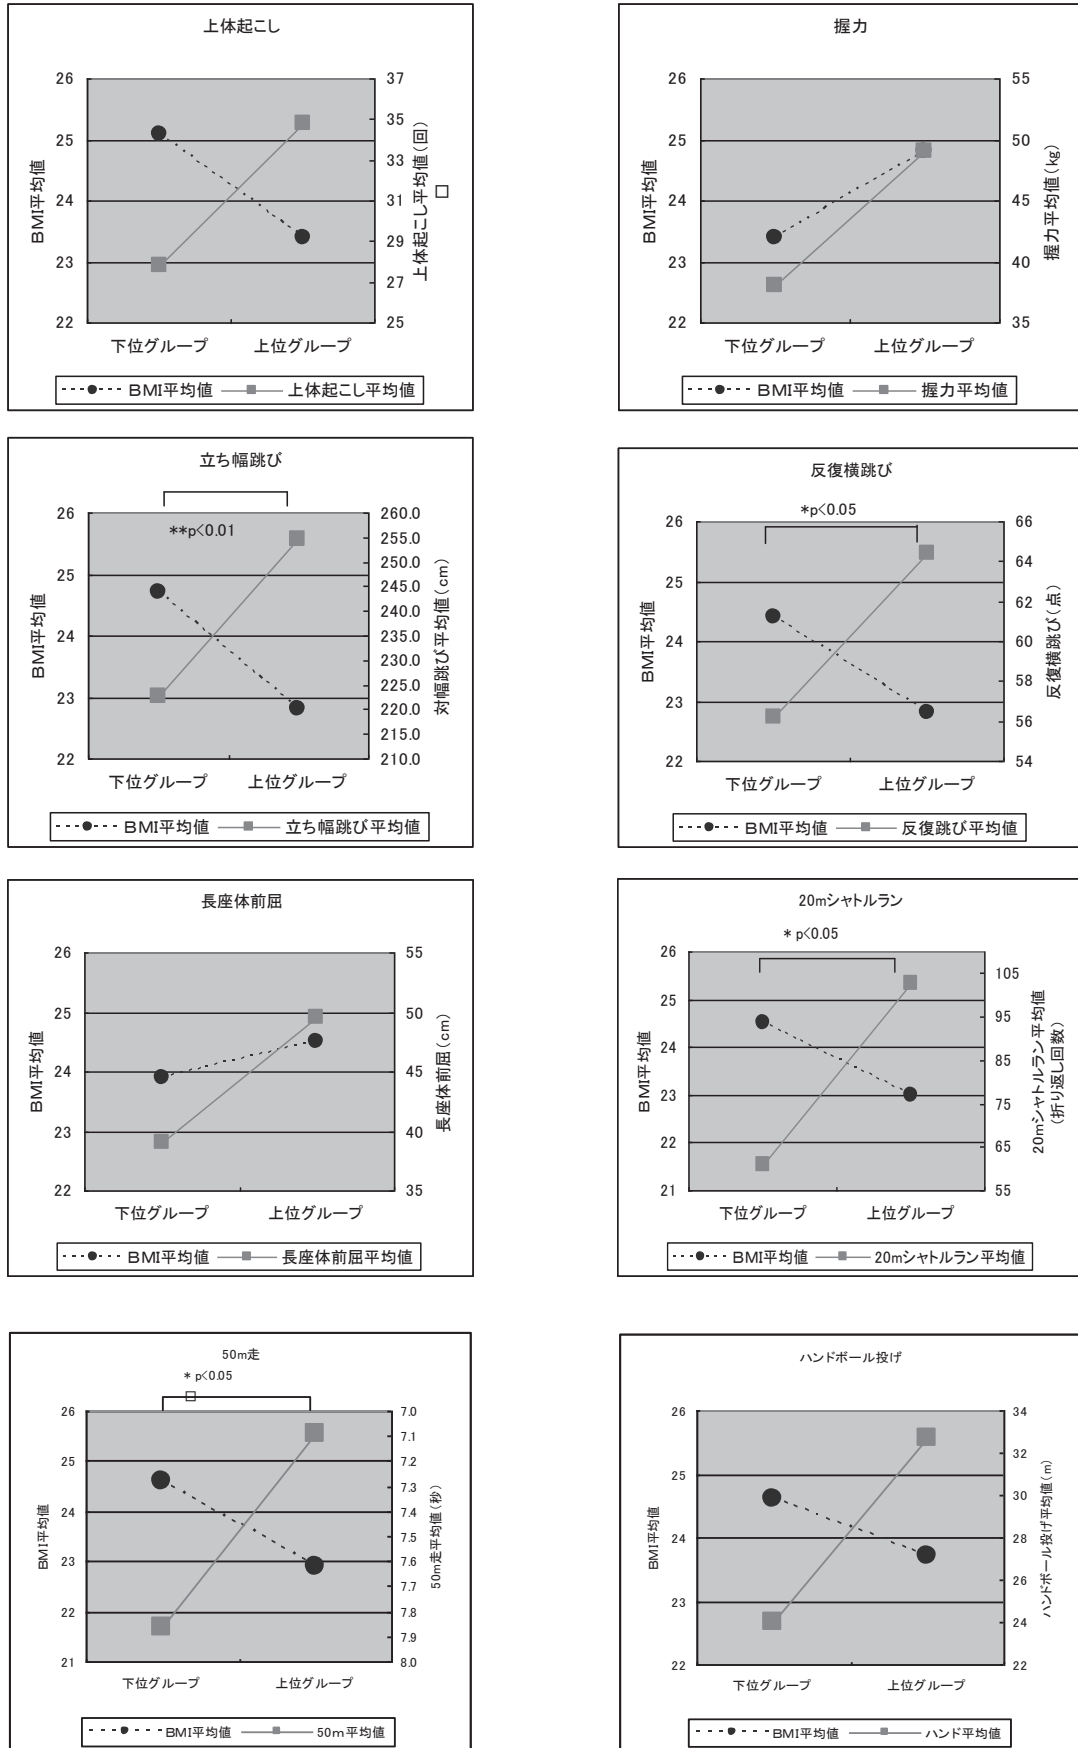 上体起こし
26
25
24
23
22
BMI平均値
37
35
33
31
29
27
25
上体起こし平均値(回)
□
下位グループ 上位グループ
BMI平均値 上体起こし平均値
握力
26
25
24
23
22
BMI平均値
55
50
45
40
35
握力平均値(kg)
下位グループ 上位グループ
BMI平均値 握力平均値
立ち幅跳び
**p<0.01
26
25
24
23
22
BMI平均値
260.0
255.0
250.0
245.0
240.0
235.0
230.0
225.0
220.0
215.0
210.0
対幅跳び平均値(cm)
下位グループ 上位グループ
BMI平均値 立ち幅跳び平均値
反復横跳び
*p<0.05
26
25
24
23
22
BMI平均値
66
64
62
60
58
56
54
反復横跳び(点)
下位グループ 上位グループ
BMI平均値 反復跳び平均値
長座体前屈
26
25
24
23
22
BMI平均値
55
50
45
40
35
長座体前屈(cm)
下位グループ 上位グループ
BMI平均値 長座体前屈平均値
20mシャトルラン
* p<0.05
26
25
24
23
22
21
BMI平均値
105
95
85
75
65
55
20mシャトルラン平均値
(折り返し回数)
下位グループ 上位グループ
BMI平均値 20mシャトルラン平均値
50m走
* p<0.05
□
26
25
24
23
22
21
BMI平均値
7.0
7.1
7.2
7.3
7.4
7.5
7.6
7.7
7.8
7.9
8.0
50m走平均値(秒)
下位グループ 上位グループ
BMI平均値 50m平均値
ハンドボール投げ
26
25
24
23
22
BMI平均値
34
32
30
28
26
24
22
ハンドボール投げ平均値(m)
下位グループ 上位グループ
BMI平均値 ハンド平均値